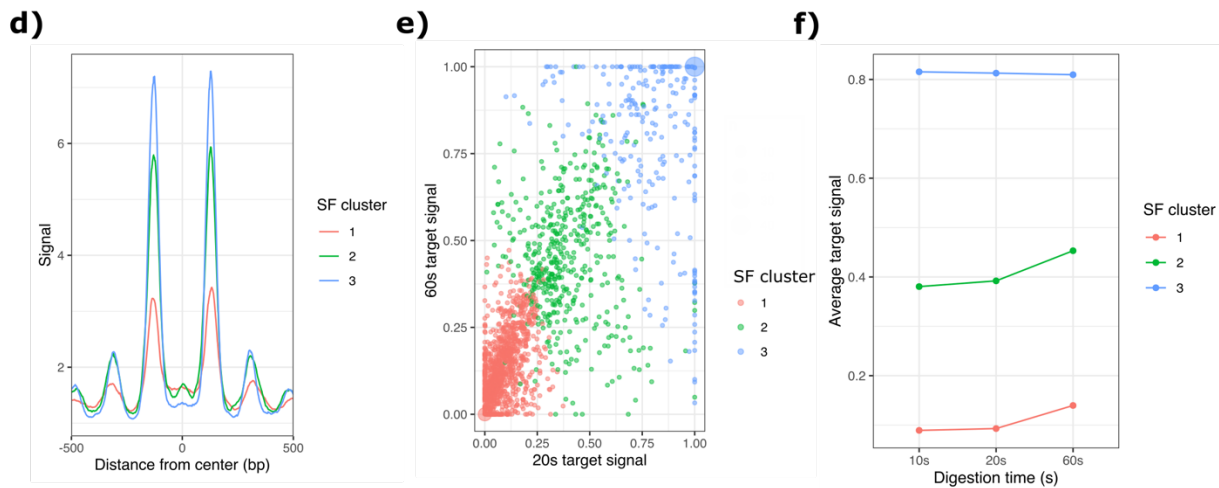 d)
Signal
6
4
2
-500
0
500
Distance from center (bp)
SF cluster
1
2
3
e)
60s target signal
1.00
0.75
0.50
0.25
0.00
0.00
0.25
0.50
0.75
1.00
20s target signal
SF cluster
1
2
3
f)
Average target signal
0.8
0.6
0.4
0.2
10s
20s
60s
Digestion time (s)
SF cluster
1
2
3